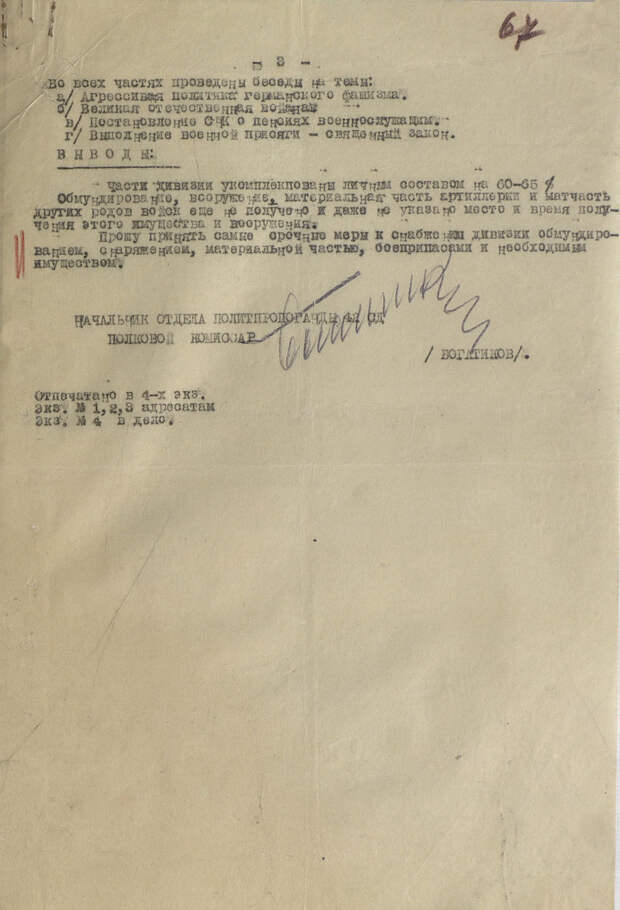 67
- 3 -
Во всех частях проведены беседы на темы:
а/ Агрессивная политика германского фашизма.
б/ Великая отечественная война
в/ Постановление СНК о пенсиях военнослужащим.
г/ Выполнение военной присяги - священный закон.
ВЫВОДЫ:
Части дивизии укомплектованы личным составом на 60-65%
Обмундирование, вооружение, материальная часть артиллерии и матчасть
других родов войск еще не получено и даже не указано место и время полу-
чения этого имущества и вооружения.
Прошу принять самые срочные меры к снабжению дивизии обмундиро-
ванием, снаряжением, материальной частью, боеприпасами и необходимым
имуществом.
НАЧАЛЬНИК ОТДЕЛА ПОЛИТПРОПОГАНДЫ СД
ПОЛКОВОЙ КОМИССАР
/ БОГАТИКОВ/.
Отпечатано в 4-х экз.
Экз. № 1,2,3 адресатам
Экз. № 4 в дело.